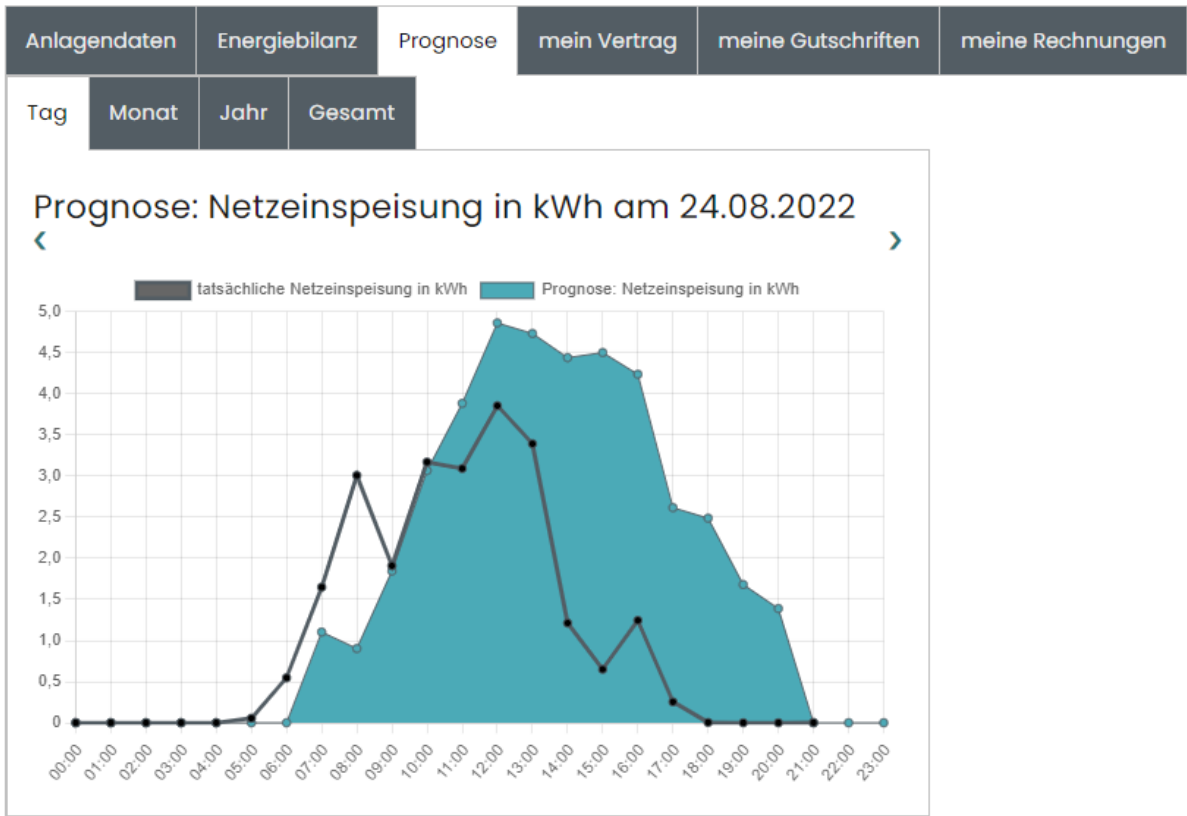 Anlagendaten Energiebilanz Prognose mein Vertrag meine Gutschriften meine Rechnungen
Tag Monat Jahr Gesamt
Prognose: Netzeinspeisung in kWh am 24.08.2022
‹ ›
tatsächliche Netzeinspeisung in kWh Prognose: Netzeinspeisung in kWh
5,0
4,5
4,0
3,5
3,0
2,5
2,0
1,5
1,0
0,5
0
00:00 01:00 02:00 03:00 04:00 05:00 06:00 07:00 08:00 09:00 10:00 11:00 12:00 13:00 14:00 15:00 16:00 17:00 18:00 19:00 20:00 21:00 22:00 23:00